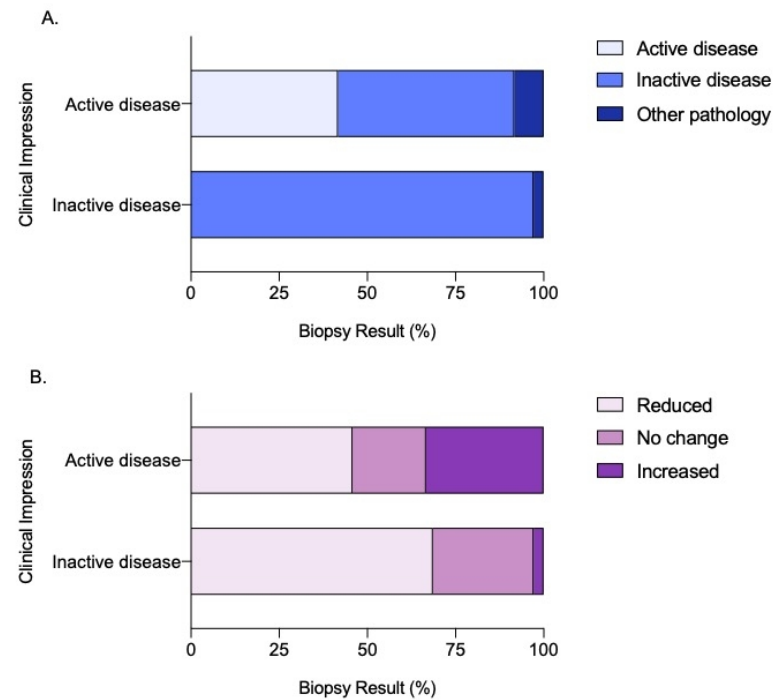 A.
Clinical Impression
Active disease
Inactive disease
0 25 50 75 100
Biopsy Result (%)
Active disease
Inactive disease
Other pathology
B.
Clinical Impression
Active disease
Inactive disease
0 25 50 75 100
Biopsy Result (%)
Reduced
No change
Increased